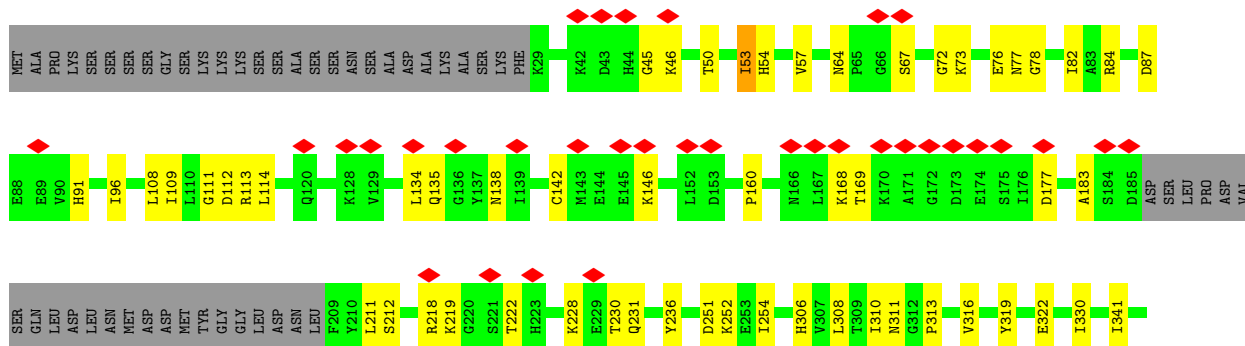 MET ALA PRO LYS SER SER SER SER GLY SER LYS LYS LYS SER SER ALA SER SER ASN SER ALA ASP ALA LYS ALA SER LYS PHE K29 K42 D43 H44 G45 K46 T50 I53 H54 V57 N64 P65 G66 S67 G72 K73 E76 N77 G78 I82 A83 R84 D87
E88 E89 V90 H91 I96 L108 I109 L110 G111 D112 R113 L114 Q120 K128 V129 L134 Q135 G136 Y137 N138 I139 C142 M143 E144 E145 K146 L152 D153 P160 N166 L167 K168 T169 K170 A171 G172 D173 E174 S175 I176 D177 A183 S184 D185 ASP SER LEU PRO ASP VAL
SER GLN LEU ASP LEU ASN MET ASP ASP MET TYR GLY GLY LEU ASP ASN LEU F209 Y210 L211 S212 R218 K219 G220 S221 T222 H223 K228 E229 T230 Q231 Y236 D251 K252 E253 I254 H306 V307 L308 T309 I310 N311 G312 P313 V316 Y319 E322 I330 I341